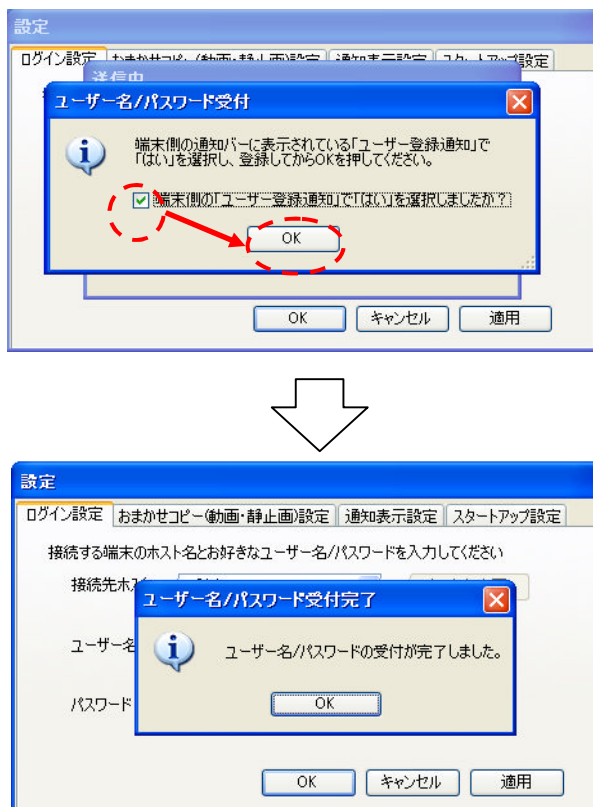 設定
ログイン設定 おまかせコピー(動画・静止画)設定 通知表示設定 スタートアップ設定
送信中
ユーザー名/パスワード受付
端末側の通知バーに表示されている「ユーザー登録通知」で
「はい」を選択し、登録してからOKを押してください。
端末側の「ユーザー登録通知」で「はい」を選択しましたか?
OK
OK キャンセル 適用
設定
ログイン設定 おまかせコピー(動画・静止画)設定 通知表示設定 スタートアップ設定
接続する端末のホスト名とお好きなユーザー名/パスワードを入力してください
接続先ホス
ユーザー名/パスワード受付完了
ユーザー名
ユーザー名/パスワードの受付が完了しました。
パスワード
OK
OK キャンセル 適用